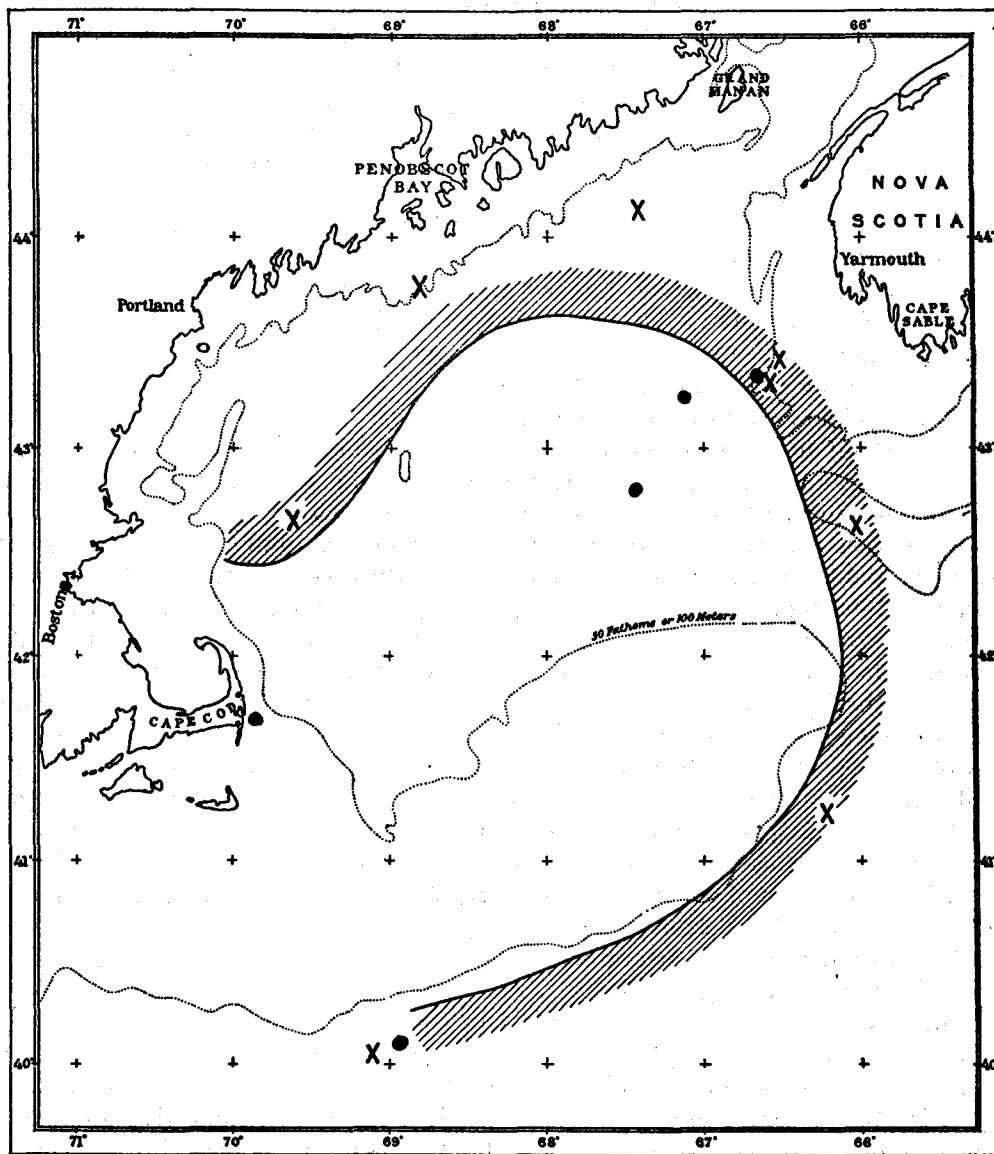 71° 70° 69° 68° 67° 66°
GRAND
MANAN
PENOBSCOT
BAY
NOVA
SCOTIA
44° 44°
Yarmouth
Portland
CAPE
SABLE
43° 43°
Boston
50 Fathoms or 100 Meters
42° 42°
CAPE COD
41° 41°
40° 40°
71° 70° 69° 68° 67° 66°